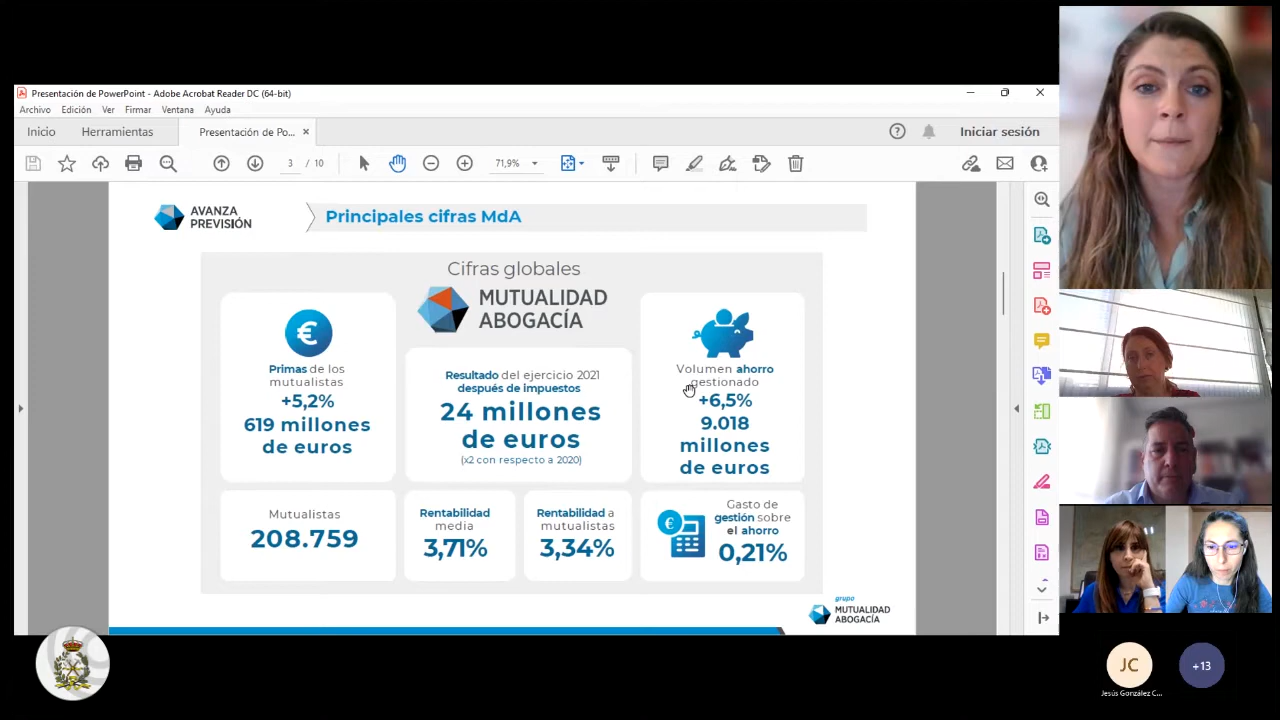 Presentación de PowerPoint - Adobe Acrobat Reader DC (64-bit)
Archivo Edición Ver Firmar Ventana Ayuda
Inicio Herramientas Presentación de Po... Iniciar sesión
3 / 10 71,9%
AVANZA
PREVISIÓN
Principales cifras MdA
Cifras globales
MUTUALIDAD
ABOGACÍA
€
Primas de los
mutualistas
+5,2%
619 millones
de euros
Resultado del ejercicio 2021
después de impuestos
24 millones
de euros
(x2 con respecto a 2020)
Volumen ahorro
gestionado
+6,5%
9.018
millones
de euros
Mutualistas
208.759
Rentabilidad
media
3,71%
Rentabilidad a
mutualistas
3,34%
€
Gasto de
gestión sobre
el ahorro
0,21%
grupo
MUTUALIDAD
ABOGACÍA
JC
+13
Jesús González C...